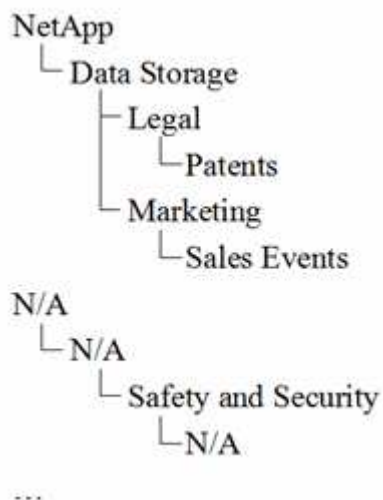 NetApp
Data Storage
Legal
Patents
Marketing
Sales Events
N/A
N/A
Safety and Security
N/A
...